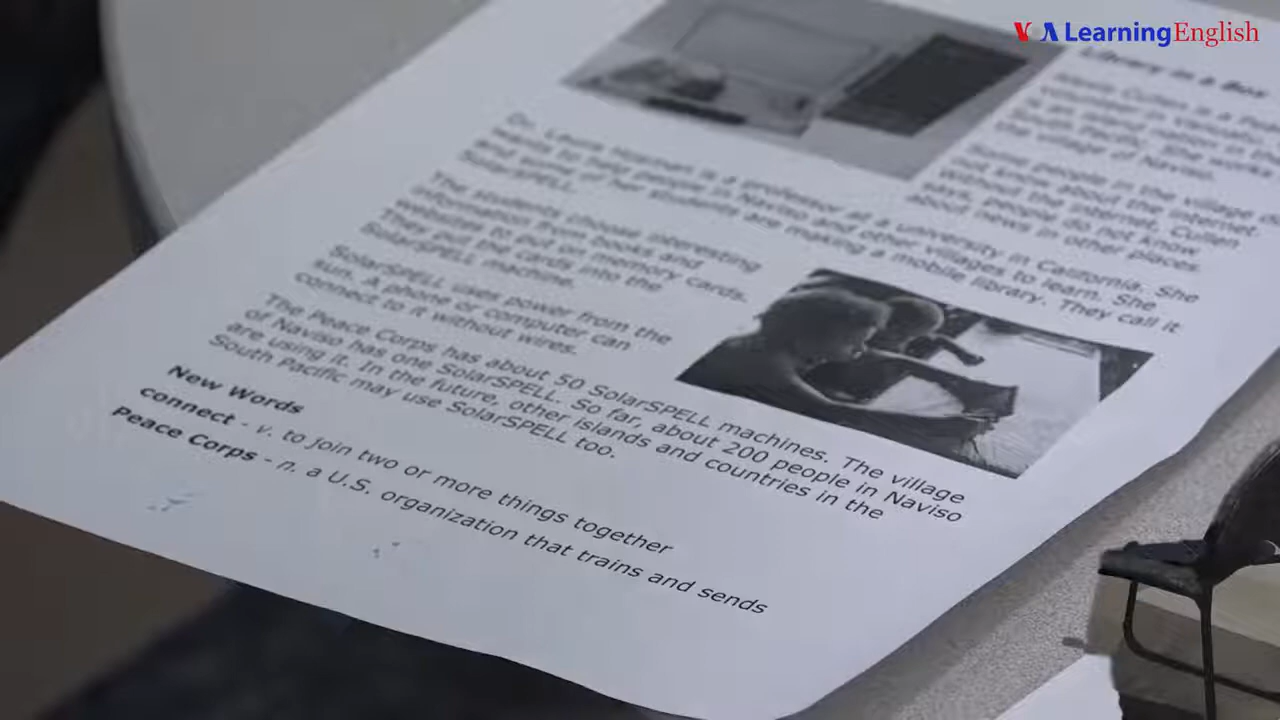 VOA Learning English
Library in a Box
volunteer in Vanuatu,
is an island nation in the
South Pacific. She works
the village of Naviso.
Some people in the village do
not know about the internet.
Without the internet, Cullen
says, people do not know
about news in other places.
Dr. Laura Hosman is a professor at a university in California. She
wants to help people in Naviso and other villages to learn. She
and some of her students are making a mobile library. They call it
SolarSPELL.
The students choose interesting
information from books and
websites to put on memory cards.
They put the cards into the
SolarSPELL machine.
SolarSPELL uses power from the
sun. A phone or computer can
connect to it without wires.
The Peace Corps has about 50 SolarSPELL machines. The village
of Naviso has one SolarSPELL. So far, about 200 people in Naviso
are using it. In the future, other islands and countries in the
South Pacific may use SolarSPELL too.
New Words
connect - v. to join two or more things together
Peace Corps - n. a U.S. organization that trains and sends